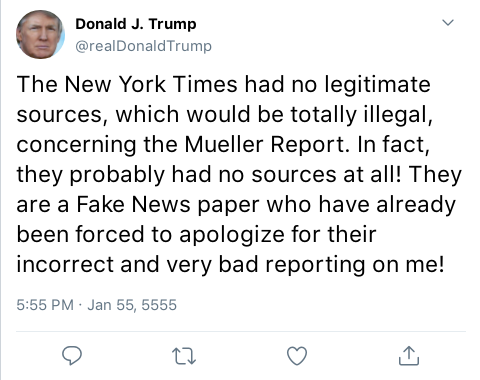 Donald J. Trump
@realDonaldTrump
The New York Times had no legitimate
sources, which would be totally illegal,
concerning the Mueller Report. In fact,
they probably had no sources at all! They
are a Fake News paper who have already
been forced to apologize for their
incorrect and very bad reporting on me!
5:55 PM · Jan 55, 5555